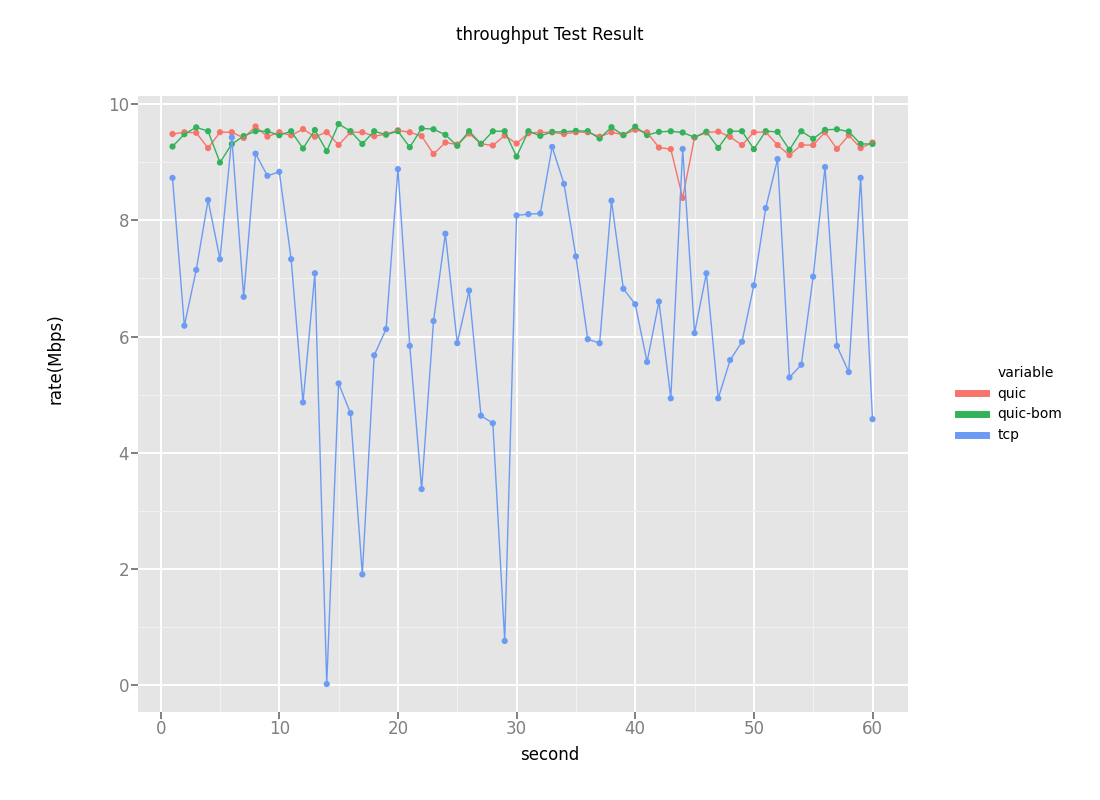 throughput Test Result
10
8
6
4
2
0
rate(Mbps)
0 10 20 30 40 50 60
second
variable
quic
quic-bom
tcp